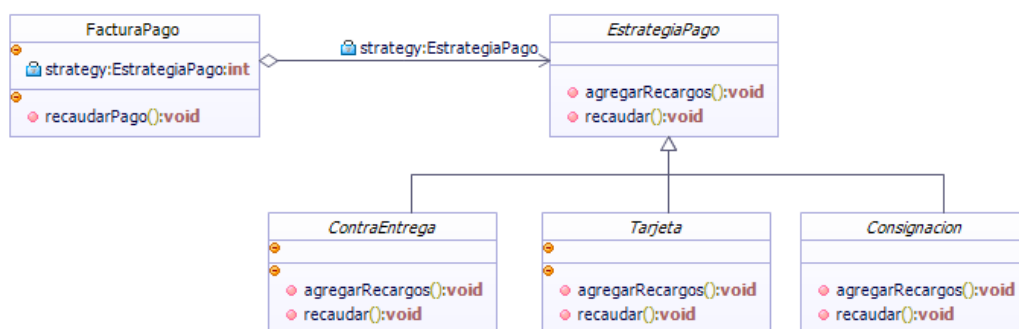 FacturaPago
strategy:EstrategiaPago:int
recaudarPago():void
strategy:EstrategiaPago
EstrategiaPago
agregarRecargos():void
recaudar():void
ContraEntrega
agregarRecargos():void
recaudar():void
Tarjeta
agregarRecargos():void
recaudar():void
Consignacion
agregarRecargos():void
recaudar():void